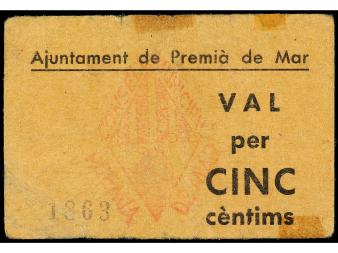 Ajuntament de Premià de Mar
VAL
per
CINC
cèntims
1863